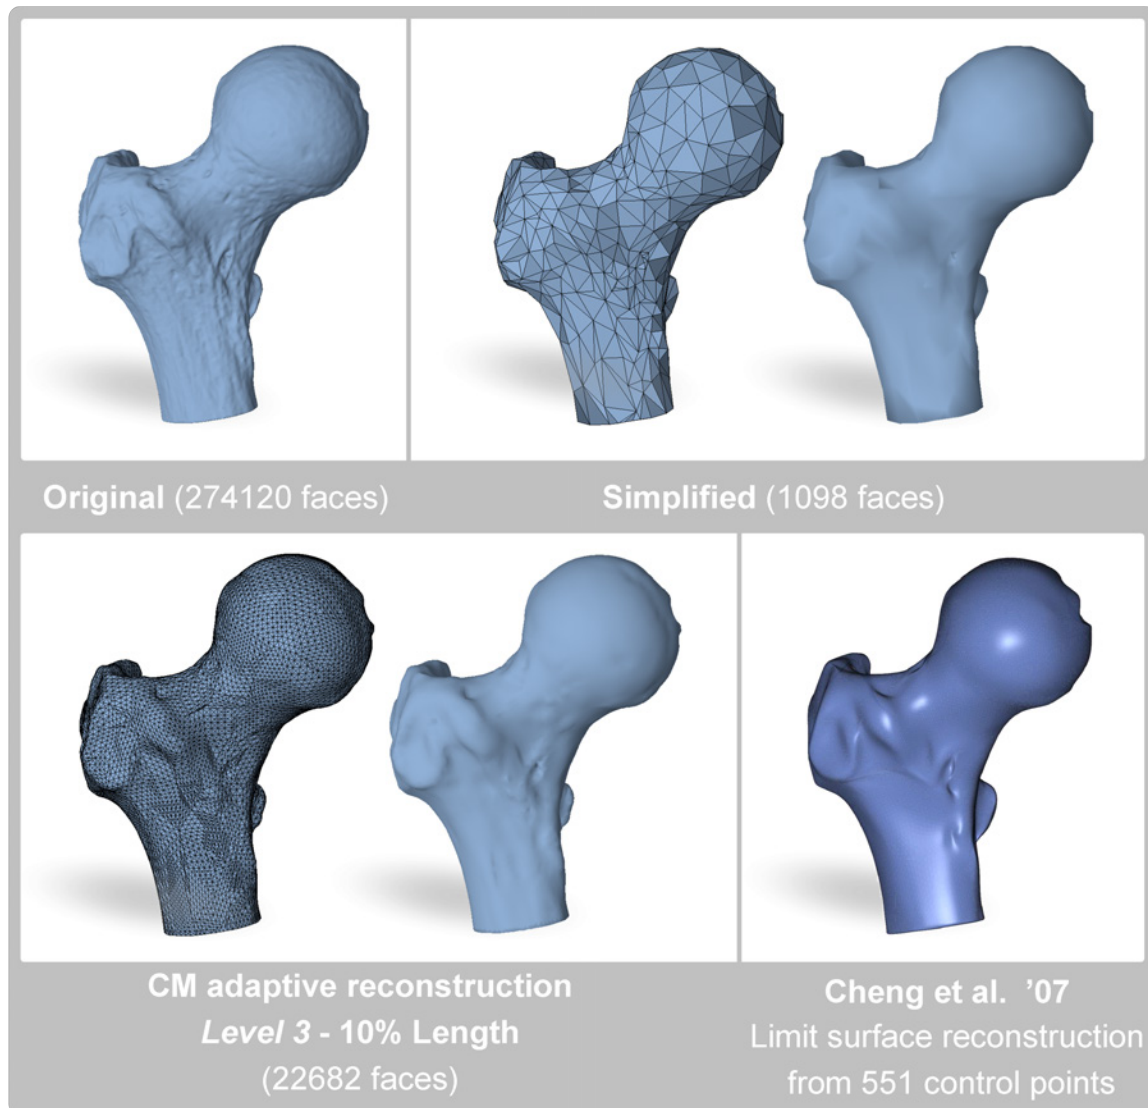 Original (274120 faces)
Simplified (1098 faces)
CM adaptive reconstruction
Level 3 - 10% Length
(22682 faces)
Cheng et al. ’07
Limit surface reconstruction
from 551 control points